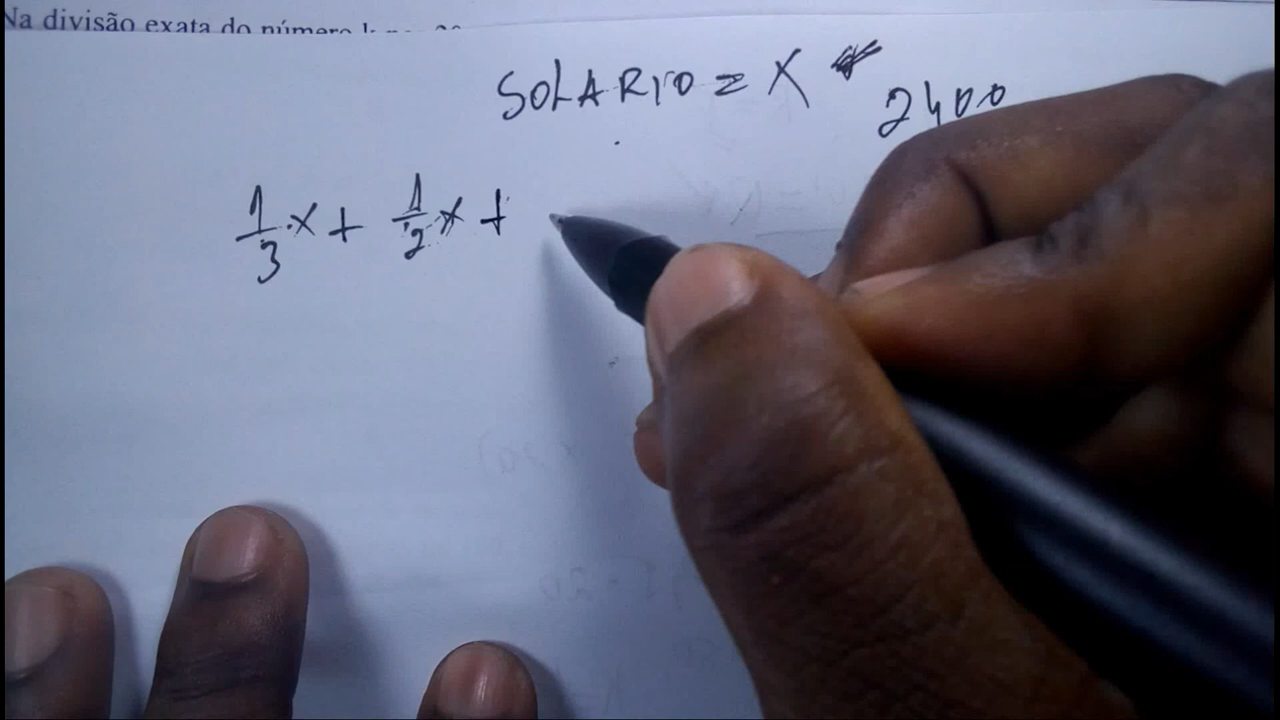 Na divisão exata do número k
SOLARIO = X
2400
1/3 x + 1/2 x +